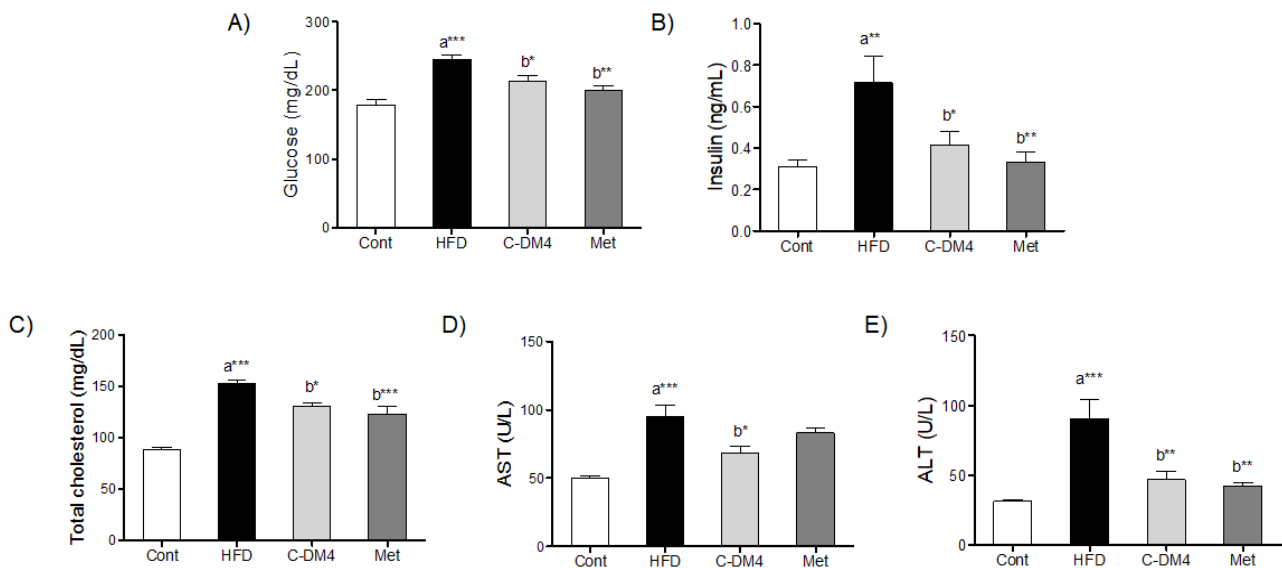 A)
Glucose (mg/dL)
300
200
100
0
a***
b*
b**
Cont HFD C-DM4 Met
B)
Insulin (ng/mL)
1.0
0.8
0.6
0.4
0.2
0.0
a**
b*
b**
Cont HFD C-DM4 Met
C)
Total cholesterol (mg/dL)
200
150
100
50
0
a***
b*
b***
Cont HFD C-DM4 Met
D)
AST (U/L)
150
100
50
0
a***
b*
Cont HFD C-DM4 Met
E)
ALT (U/L)
150
100
50
0
a***
b**
b**
Cont HFD C-DM4 Met